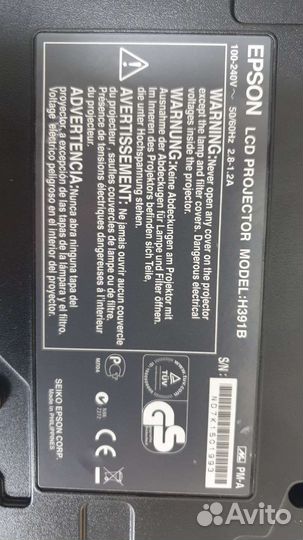 EPSON LCD PROJECTOR MODEL:H391B
100-240V~ 50/60Hz 2.8-1.2A
WARNING:Never open any cover on the projector
except the lamp and filter covers. Dangerous
voltages inside the projector.
WARNUNG:Keine Abdeckungen am Projektor mit
Ausnahme der Abdeckungen für Lampe und Filter öffnen.
Im Inneren des Projektors befinden sich Teile,
die unter Hochspannung stehen.
AVERTISSEMENT: Ne jamais ouvrir aucun couvercle
du projecteur, sauf les couvercles de lampe et du filtre.
Présence de tensions électriques dangereuses à l'intérieur
du projecteur.
ADVERTENCIA:Nunca abra ninguna tapa del
proyector, a excepción de las tapas de la lámpara y el filtro.
Voltaje eléctrico peligroso en el interior del proyector.
S/N:
N07K1501993
PM-A
TÜV
GS
CE
SEIKO EPSON CORP.
Made in PHILIPPINES
Avito